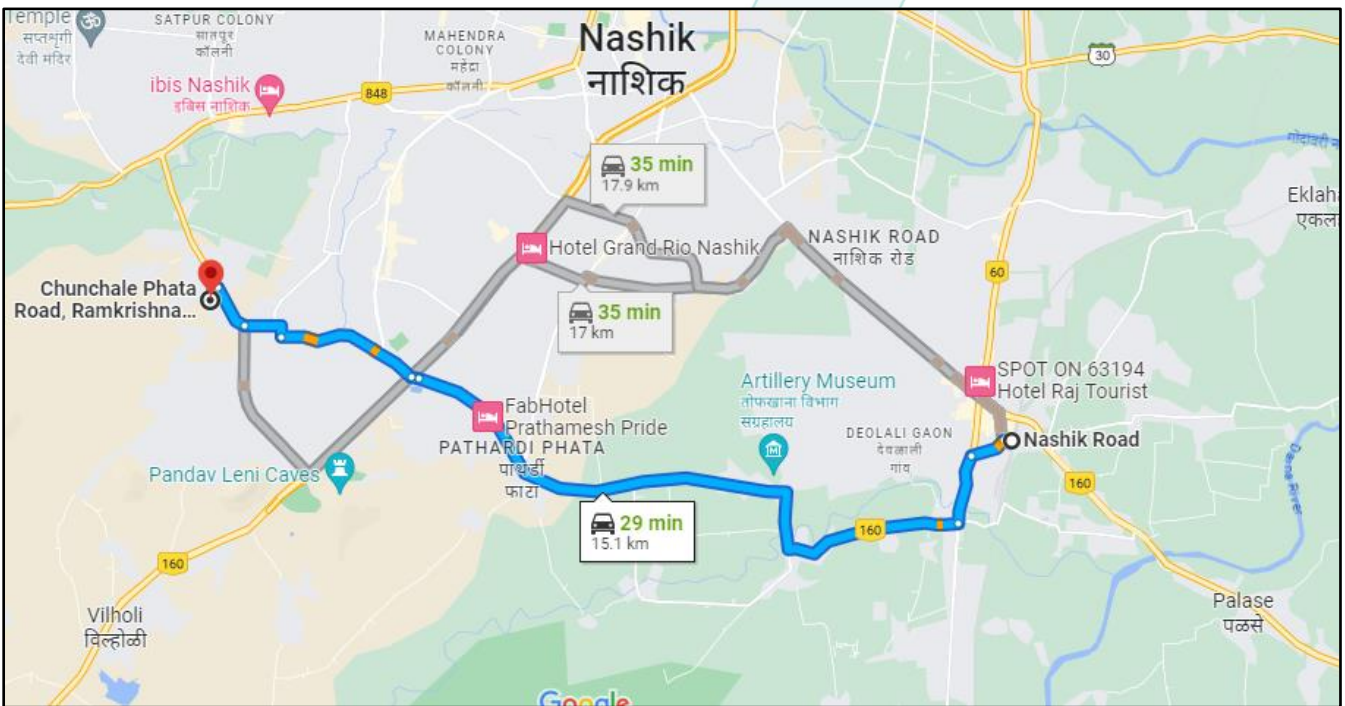 Temple
सप्तशृंगी
देवी मंदिर
SATPUR COLONY
सातपूर
कॉलनी
MAHENDRA
COLONY
महेंद्रा
कॉलनी
Nashik
नाशिक
30
ibis Nashik
इबिस नाशिक
848
35 min
17.9 km
Eklah
एकल
Hotel Grand Rio Nashik
NASHIK ROAD
नाशिक रोड
60
Chunchale Phata
Road, Ramkrishna...
35 min
17 km
SPOT ON 63194
Hotel Raj Tourist
Artillery Museum
तोफखाना विभाग
संग्रहालय
FabHotel
Prathamesh Pride
PATHARDI PHATA
पाथर्डी
फाटा
DEOLALI GAON
देवळाली
गाव
Nashik Road
Pandav Leni Caves
160
Darna River
29 min
15.1 km
160
160
Vilholi
विल्होळी
Palase
पळसे
Google